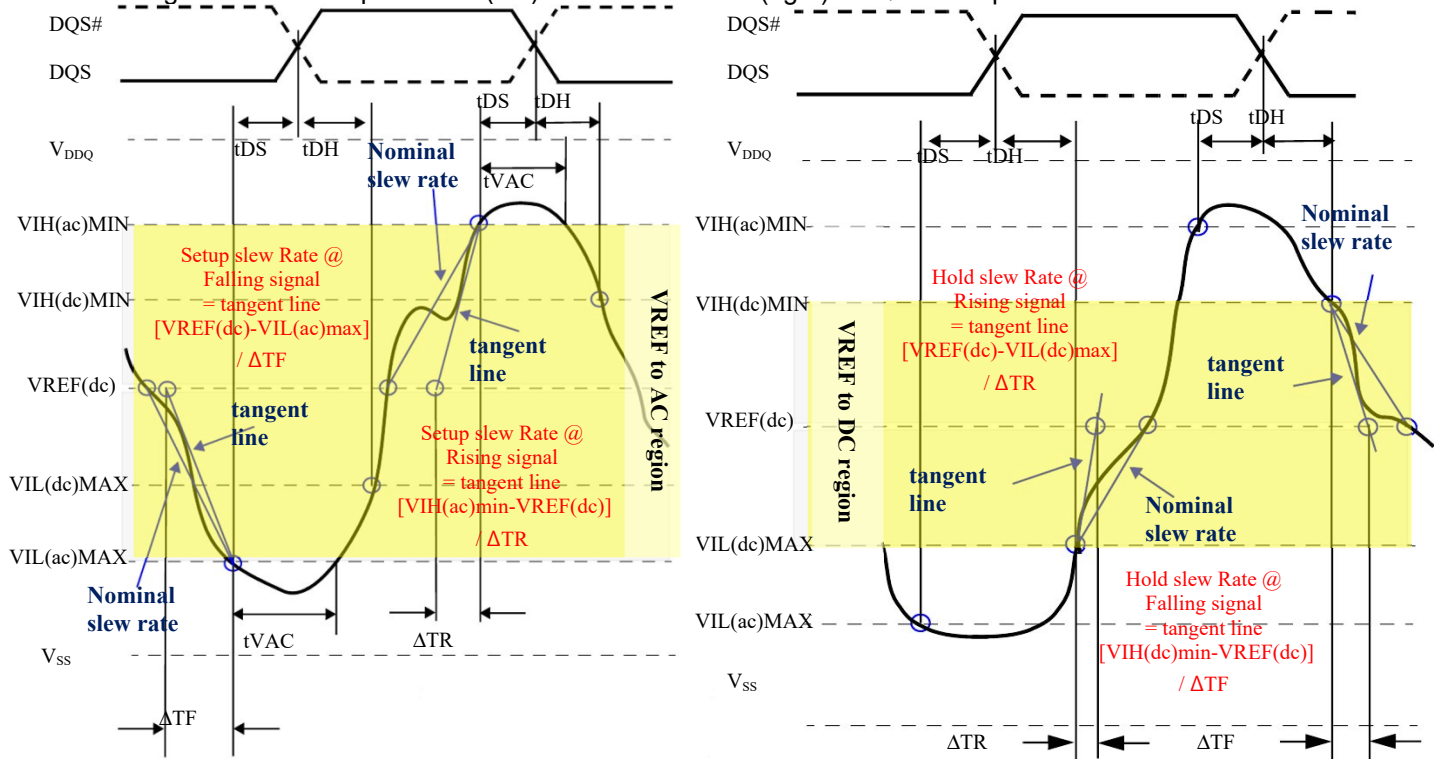 DQS#
DQS
tDS
tDH
tDS
tDH
V_DDQ
Nominal
slew rate
tVAC
VIH(ac)MIN
Setup slew Rate @
Falling signal
= tangent line
[VREF(dc)-VIL(ac)max]
/ ΔTF
VIH(dc)MIN
tangent
line
VREF(dc)
tangent
line
VREF to AC region
Setup slew Rate @
Rising signal
= tangent line
[VIH(ac)min-VREF(dc)]
/ ΔTR
VIL(dc)MAX
VIL(ac)MAX
Nominal
slew rate
tVAC
ΔTR
V_SS
ΔTF
DQS#
DQS
tDS
tDH
tDS
tDH
V_DDQ
VIH(ac)MIN
Nominal
slew rate
Hold slew Rate @
Rising signal
= tangent line
[VREF(dc)-VIL(dc)max]
/ ΔTR
VIH(dc)MIN
VREF to DC region
tangent
line
VREF(dc)
tangent
line
Nominal
slew rate
VIL(dc)MAX
Hold slew Rate @
Falling signal
= tangent line
[VIH(dc)min-VREF(dc)]
/ ΔTF
VIL(ac)MAX
V_SS
ΔTR
ΔTF